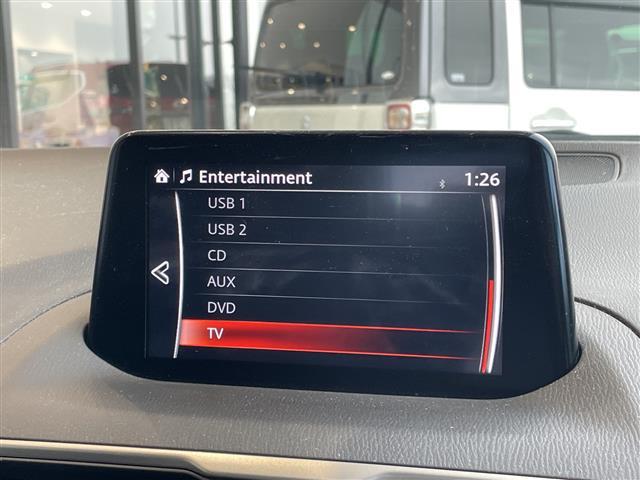 Entertainment
1:26
USB 1
USB 2
CD
AUX
DVD
TV